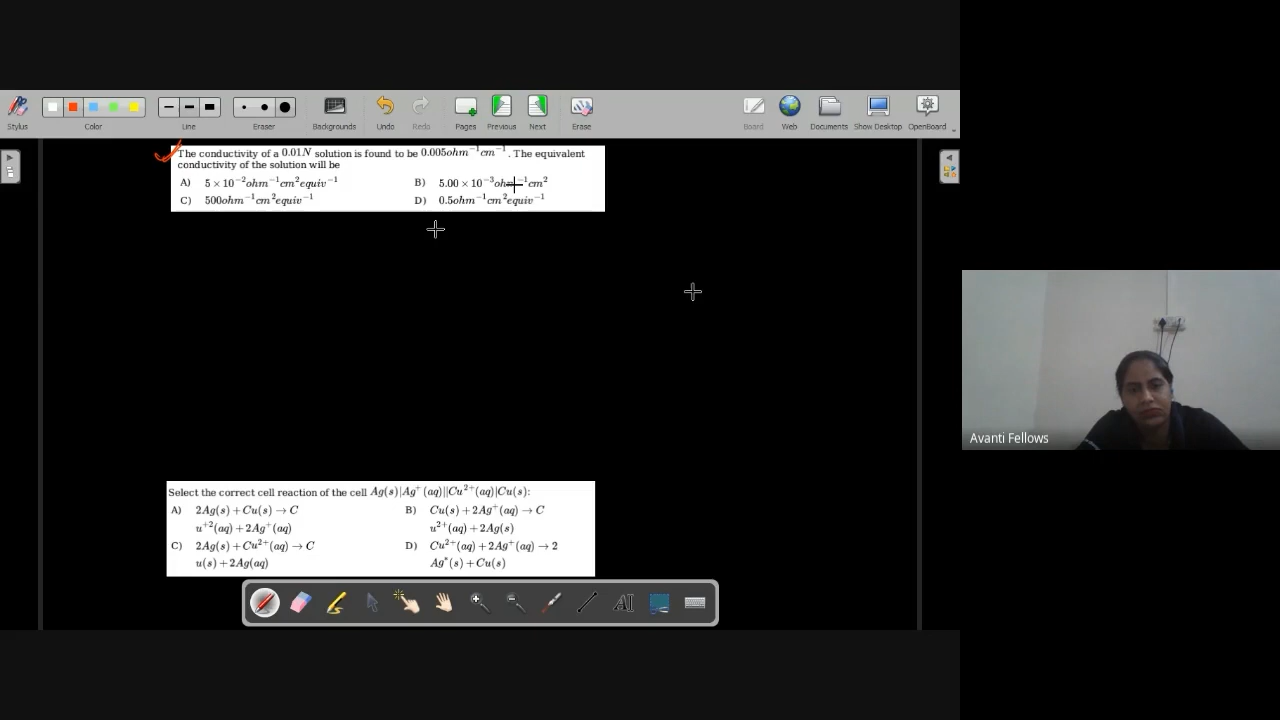 Stylus
Color
Line
Eraser
Backgrounds
Undo
Redo
Pages
Previous
Next
Erase
Board
Web
Documents
Show Desktop
OpenBoard
The conductivity of a 0.01N solution is found to be 0.005ohm⁻¹cm⁻¹. The equivalent
conductivity of the solution will be
A) 5 × 10⁻²ohm⁻¹cm²equiv⁻¹ B) 5.00 × 10⁻³ohm⁻¹cm²
C) 500ohm⁻¹cm²equiv⁻¹ D) 0.5ohm⁻¹cm²equiv⁻¹
Select the correct cell reaction of the cell Ag(s)|Ag⁺(aq)||Cu²⁺(aq)|Cu(s):
A) 2Ag(s) + Cu(s) → C B) Cu(s) + 2Ag⁺(aq) → C
u⁺²(aq) + 2Ag⁺(aq) u²⁺(aq) + 2Ag(s)
C) 2Ag(s) + Cu²⁺(aq) → C D) Cu²⁺(aq) + 2Ag⁺(aq) → 2
u(s) + 2Ag(aq) Ag*(s) + Cu(s)
AI
Avanti Fellows